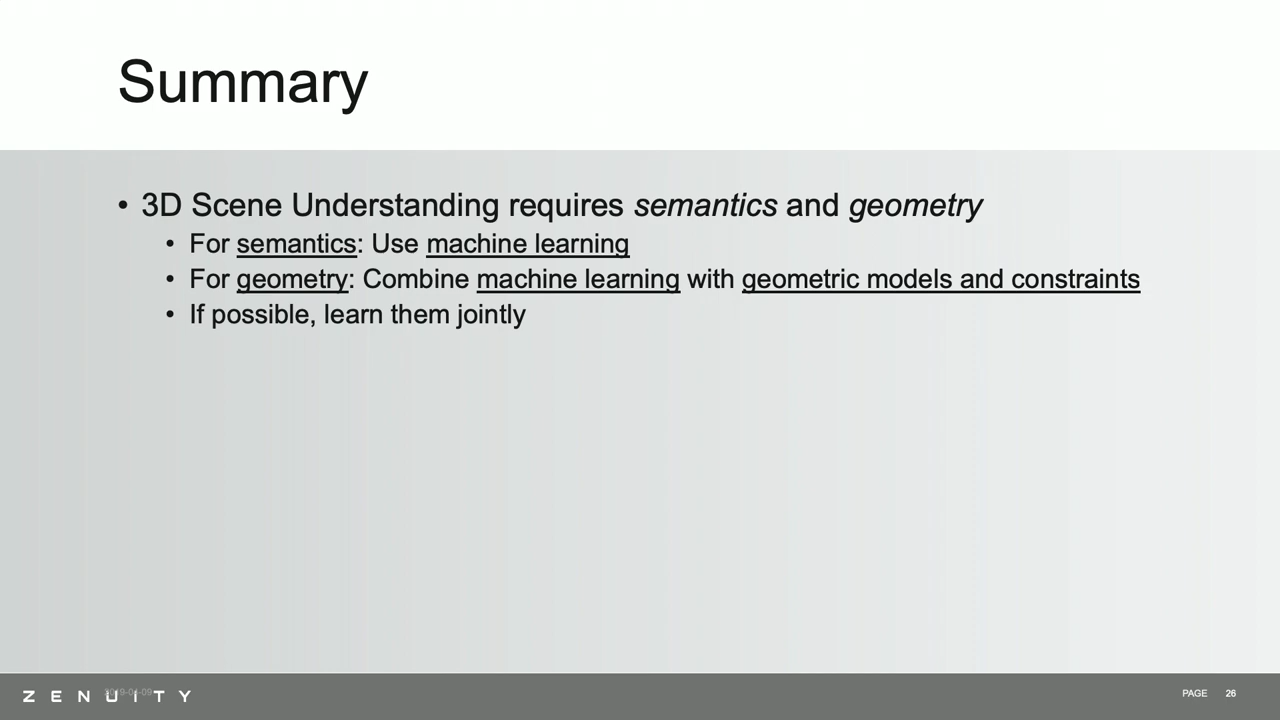 Summary
• 3D Scene Understanding requires semantics and geometry
• For semantics: Use machine learning
• For geometry: Combine machine learning with geometric models and constraints
• If possible, learn them jointly
ZENUITY
PAGE 26